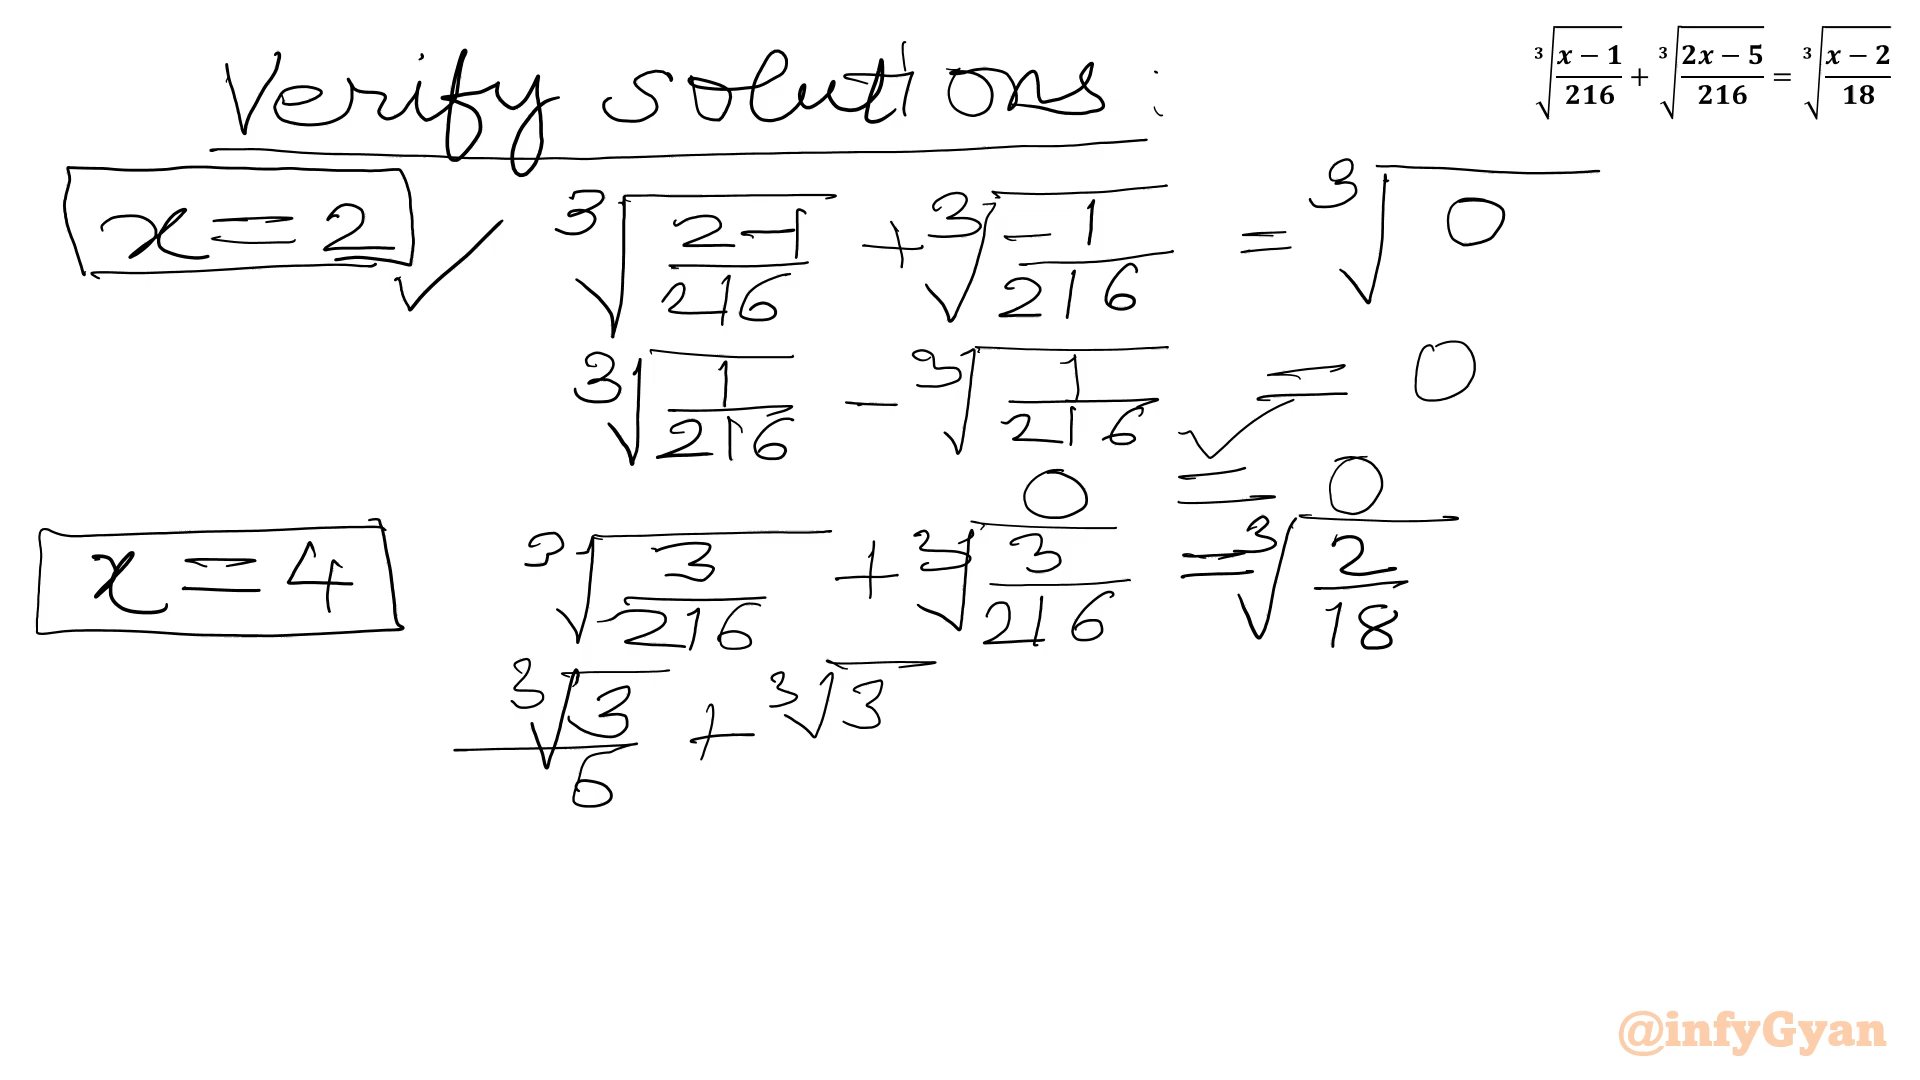 Verify solutions :
∛((x − 1)/216) + ∛((2x − 5)/216) = ∛((x − 2)/18)
x = 2 ✓ ∛((2-1)/216) + ∛(-1/216) = ∛0
∛(1/216) - ∛(1/216) = 0
✓
0 = 0
x = 4 ∛(3/216) + ∛(3/216) = ∛(2/18)
∛3/6 + ∛3
@infyGyan